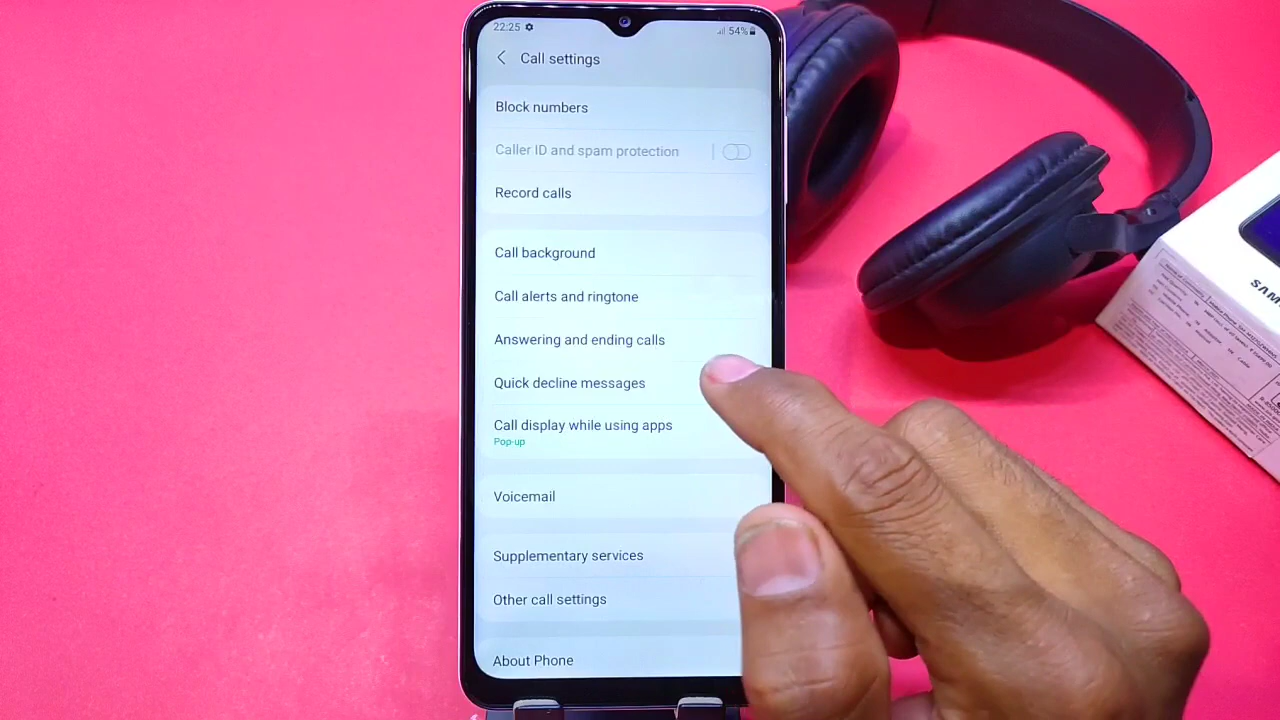 22:25
54%
Call settings
Block numbers
Caller ID and spam protection
Record calls
Call background
Call alerts and ringtone
Answering and ending calls
Quick decline messages
Call display while using apps
Pop-up
Voicemail
Supplementary services
Other call settings
About Phone